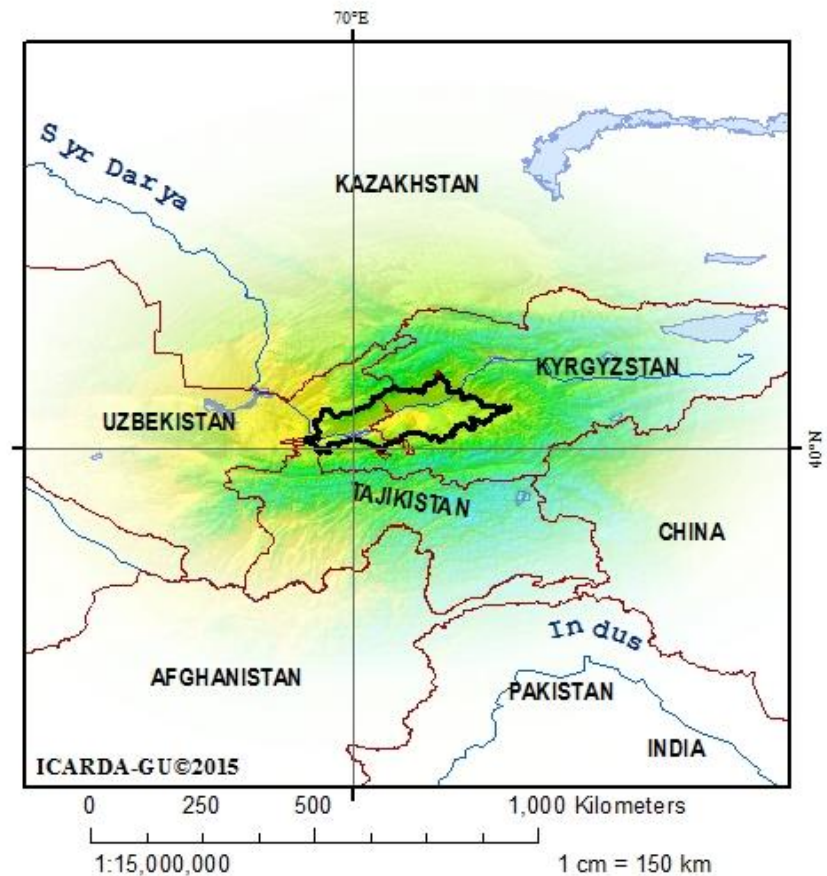 70°E
Syr Darya
KAZAKHSTAN
KYRGYZSTAN
UZBEKISTAN
40°N
TAJIKISTAN
CHINA
Indus
AFGHANISTAN
PAKISTAN
INDIA
ICARDA-GU©2015
0 250 500 1,000 Kilometers
1:15,000,000 1 cm = 150 km